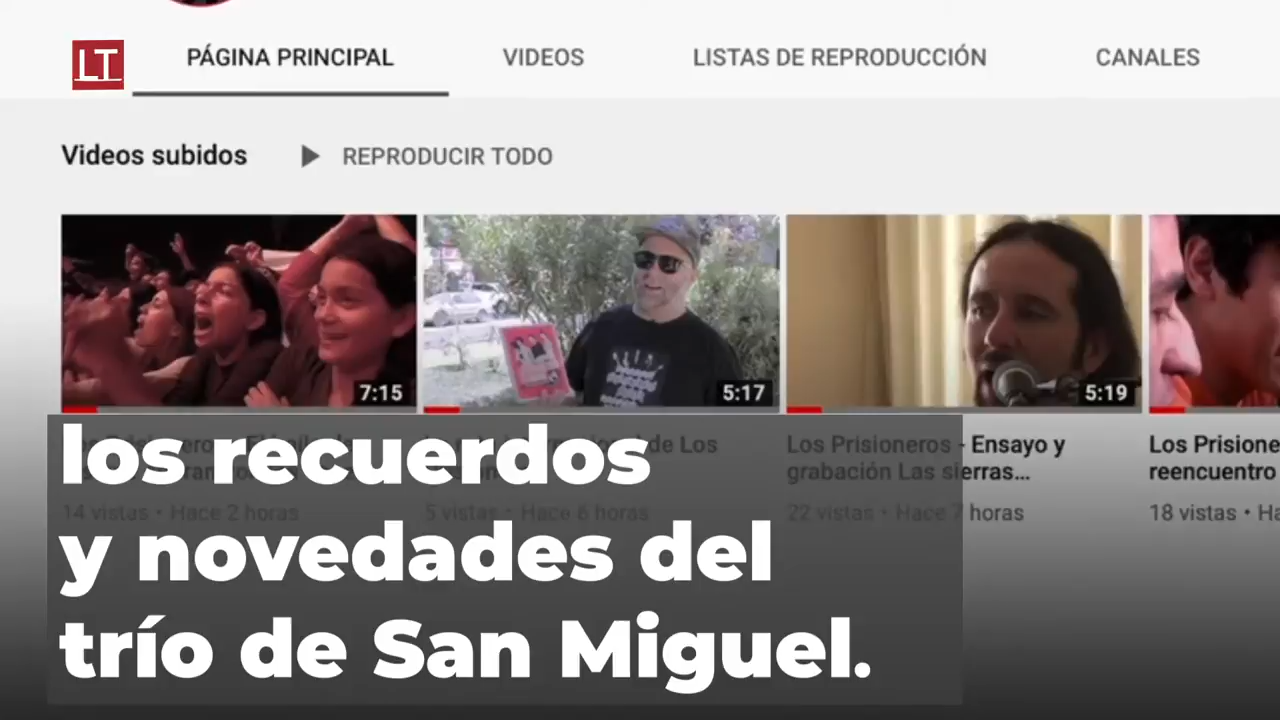 LT
PÁGINA PRINCIPAL
VIDEOS
LISTAS DE REPRODUCCIÓN
CANALES
Videos subidos
REPRODUCIR TODO
7:15
5:17
5:19
de Los
Los Prisioneros - Ensayo y
grabación Las sierras...
Los Prisione
reencuentro
14 vistas • Hace 2 horas
5 vistas • Hace 6 horas
22 vistas • Hace 7 horas
18 vistas • Ha
los recuerdos
y novedades del
trío de San Miguel.